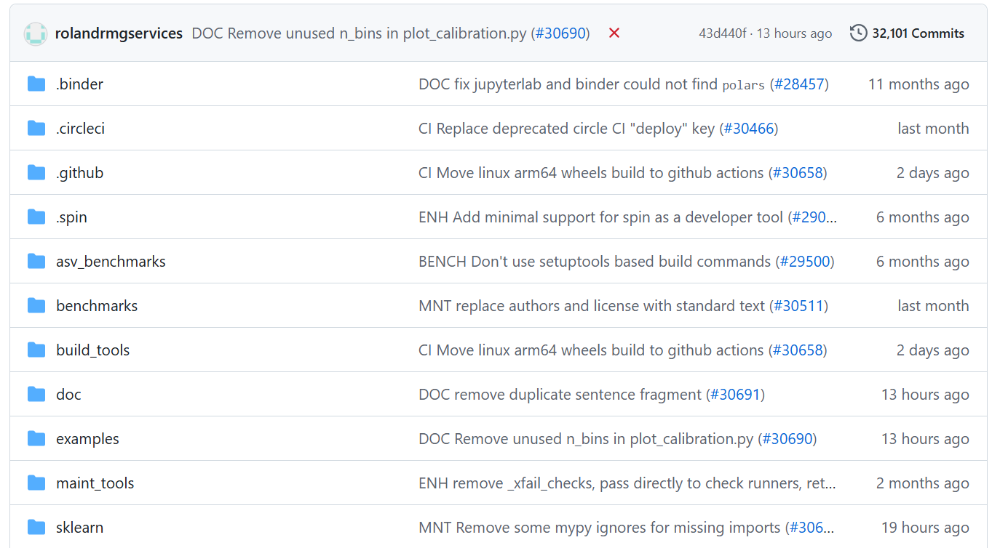 rolandrmgservices DOC Remove unused n_bins in plot_calibration.py (#30690) 43d440f · 13 hours ago 32,101 Commits
.binder DOC fix jupyterlab and binder could not find polars (#28457) 11 months ago
.circleci CI Replace deprecated circle CI "deploy" key (#30466) last month
.github CI Move linux arm64 wheels build to github actions (#30658) 2 days ago
.spin ENH Add minimal support for spin as a developer tool (#290... 6 months ago
asv_benchmarks BENCH Don't use setuptools based build commands (#29500) 6 months ago
benchmarks MNT replace authors and license with standard text (#30511) last month
build_tools CI Move linux arm64 wheels build to github actions (#30658) 2 days ago
doc DOC remove duplicate sentence fragment (#30691) 13 hours ago
examples DOC Remove unused n_bins in plot_calibration.py (#30690) 13 hours ago
maint_tools ENH remove _xfail_checks, pass directly to check runners, ret... 2 months ago
sklearn MNT Remove some mypy ignores for missing imports (#306... 19 hours ago